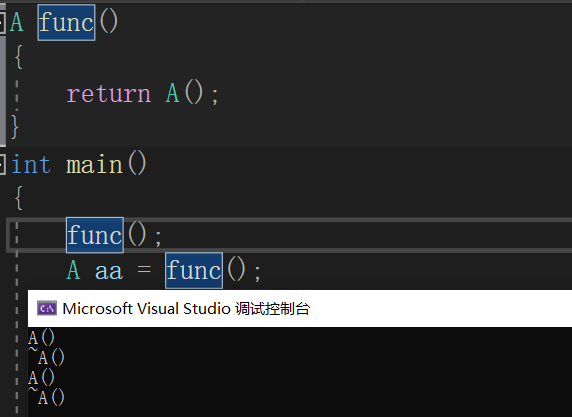 A func()
{
return A();
}
int main()
{
func();
A aa = func();
C:\ Microsoft Visual Studio 调试控制台
A()
~A()
A()
~A()